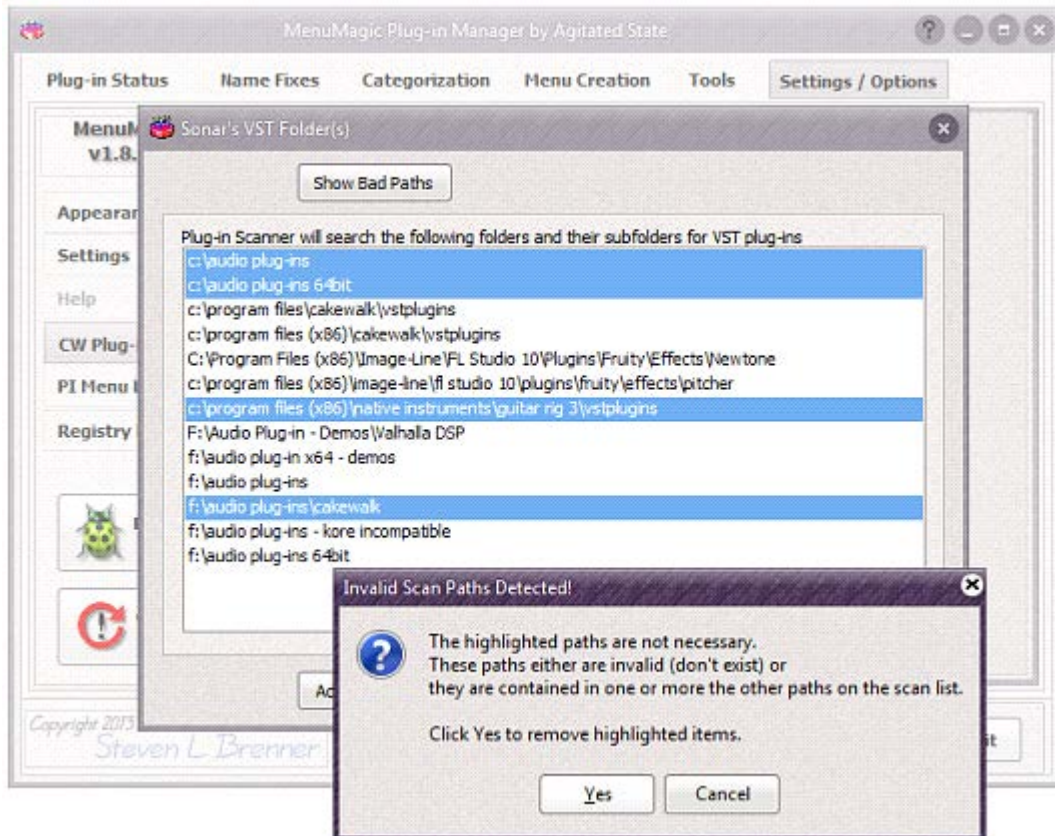 MenuMagic Plug-in Manager by Agitated State
Plug-in Status Name Fixes Categorization Menu Creation Tools Settings / Options
v1.8.
Sonar's VST Folder(s)
Show Bad Paths
Settings
Help
CW Plug-
PI Menu
Registry
Plug-in Scanner will search the following folders and their subfolders for VST plug-ins
c:\audio plug-ins
c:\audio plug-ins 64bit
c:\program files\cakewalk\vstplugins
c:\program files (x86)\cakewalk\vstplugins
C:\Program Files (x86)\Image-Line\FL Studio 10\Plugins\Fruity\Effects\Newtone
c:\program files (x86)\image-line\fl studio 10\plugins\fruity\effects\pitcher
c:\program files (x86)\native instruments\guitar rig 3\vstplugins
F:\Audio Plug-in - Demos\Valhalla DSP
f:\audio plug-in x64 - demos
f:\audio plug-ins
f:\audio plug-ins\cakewalk
f:\audio plug-ins - kore incompatible
f:\audio plug-ins 64bit
Invalid Scan Paths Detected!
The highlighted paths are not necessary.
These paths either are invalid (don't exist) or
they are contained in one or more the other paths on the scan list.
Click Yes to remove highlighted items.
Yes Cancel
Copyright 2013
Steven L Brenner